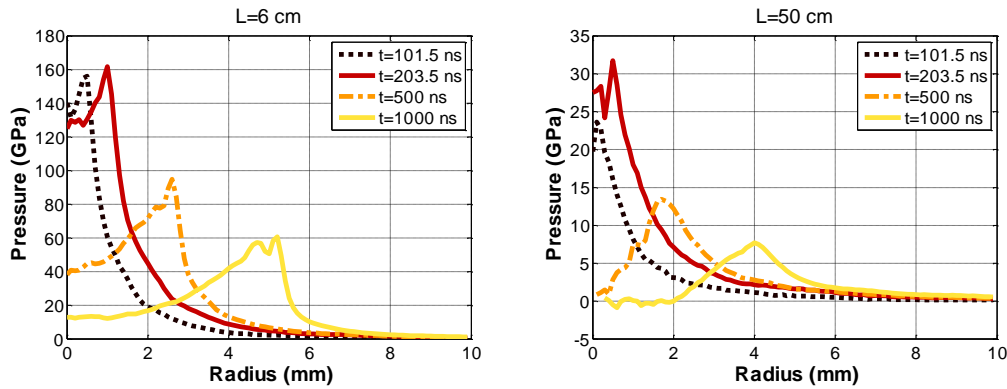 L=6 cm
180
160
140
120
100
80
60
40
20
0
Pressure (GPa)
0 2 4 6 8 10
Radius (mm)
t=101.5 ns
t=203.5 ns
t=500 ns
t=1000 ns
L=50 cm
35
30
25
20
15
10
5
0
-5
Pressure (GPa)
0 2 4 6 8 10
Radius (mm)
t=101.5 ns
t=203.5 ns
t=500 ns
t=1000 ns